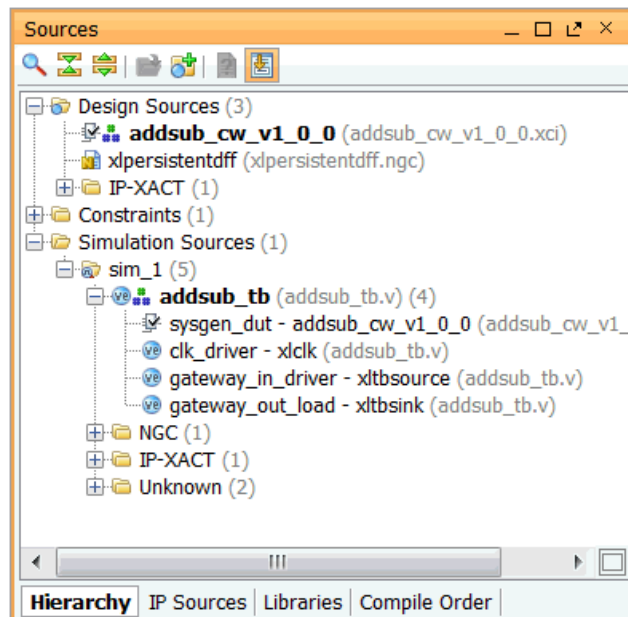 Sources
Design Sources (3)
addsub_cw_v1_0_0 (addsub_cw_v1_0_0.xci)
xlpersistentdff (xlpersistentdff.ngc)
IP-XACT (1)
Constraints (1)
Simulation Sources (1)
sim_1 (5)
addsub_tb (addsub_tb.v) (4)
sysgen_dut - addsub_cw_v1_0_0 (addsub_cw_v1_
clk_driver - xlclk (addsub_tb.v)
gateway_in_driver - xltbsource (addsub_tb.v)
gateway_out_load - xltbsink (addsub_tb.v)
NGC (1)
IP-XACT (1)
Unknown (2)
Hierarchy IP Sources Libraries Compile Order